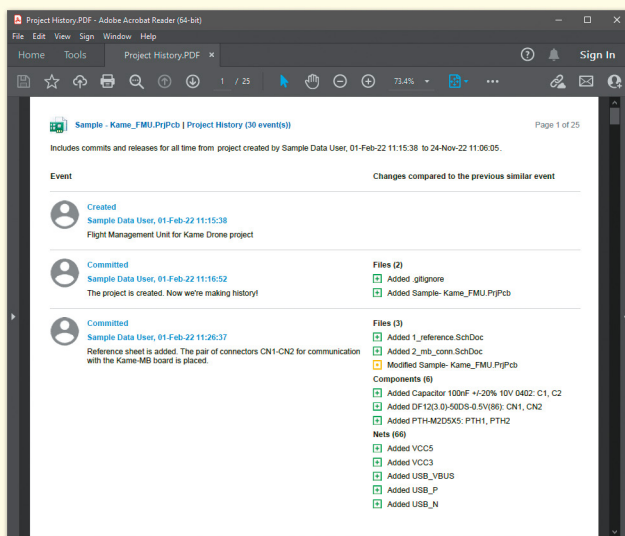 Project History.PDF - Adobe Acrobat Reader (64-bit)
File Edit View Sign Window Help
Home Tools Project History.PDF × Sign In
1 / 25 73.4%
Sample - Kame_FMU.PrjPcb | Project History (30 event(s)) Page 1 of 25
Includes commits and releases for all time from project created by Sample Data User, 01-Feb-22 11:15:38 to 24-Nov-22 11:06:05.
Event Changes compared to the previous similar event
Created
Sample Data User, 01-Feb-22 11:15:38
Flight Management Unit for Kame Drone project
Committed
Sample Data User, 01-Feb-22 11:16:52
The project is created. Now we're making history!
Files (2)
Added .gitignore
Added Sample- Kame_FMU.PrjPcb
Committed
Sample Data User, 01-Feb-22 11:26:37
Reference sheet is added. The pair of connectors CN1-CN2 for communication
with the Kame-MB board is placed.
Files (3)
Added 1_reference.SchDoc
Added 2_mb_conn.SchDoc
Modified Sample- Kame_FMU.PrjPcb
Components (6)
Added Capacitor 100nF +/-20% 10V 0402: C1, C2
Added DF12(3.0)-50DS-0.5V(86): CN1, CN2
Added PTH-M2D5X5: PTH1, PTH2
Nets (66)
Added VCC5
Added VCC3
Added USB_VBUS
Added USB_P
Added USB_N